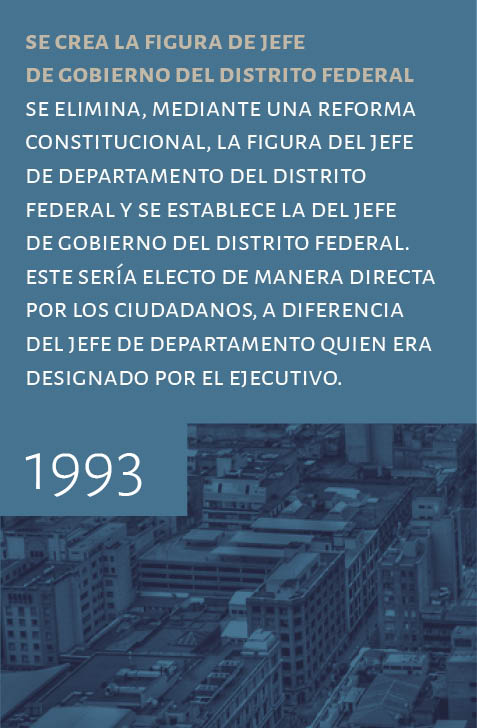 SE CREA LA FIGURA DE JEFE
DE GOBIERNO DEL DISTRITO FEDERAL
SE ELIMINA, MEDIANTE UNA REFORMA
CONSTITUCIONAL, LA FIGURA DEL JEFE
DE DEPARTAMENTO DEL DISTRITO
FEDERAL Y SE ESTABLECE LA DEL JEFE
DE GOBIERNO DEL DISTRITO FEDERAL.
ESTE SERÍA ELECTO DE MANERA DIRECTA
POR LOS CIUDADANOS, A DIFERENCIA
DEL JEFE DE DEPARTAMENTO QUIEN ERA
DESIGNADO POR EL EJECUTIVO.
1993